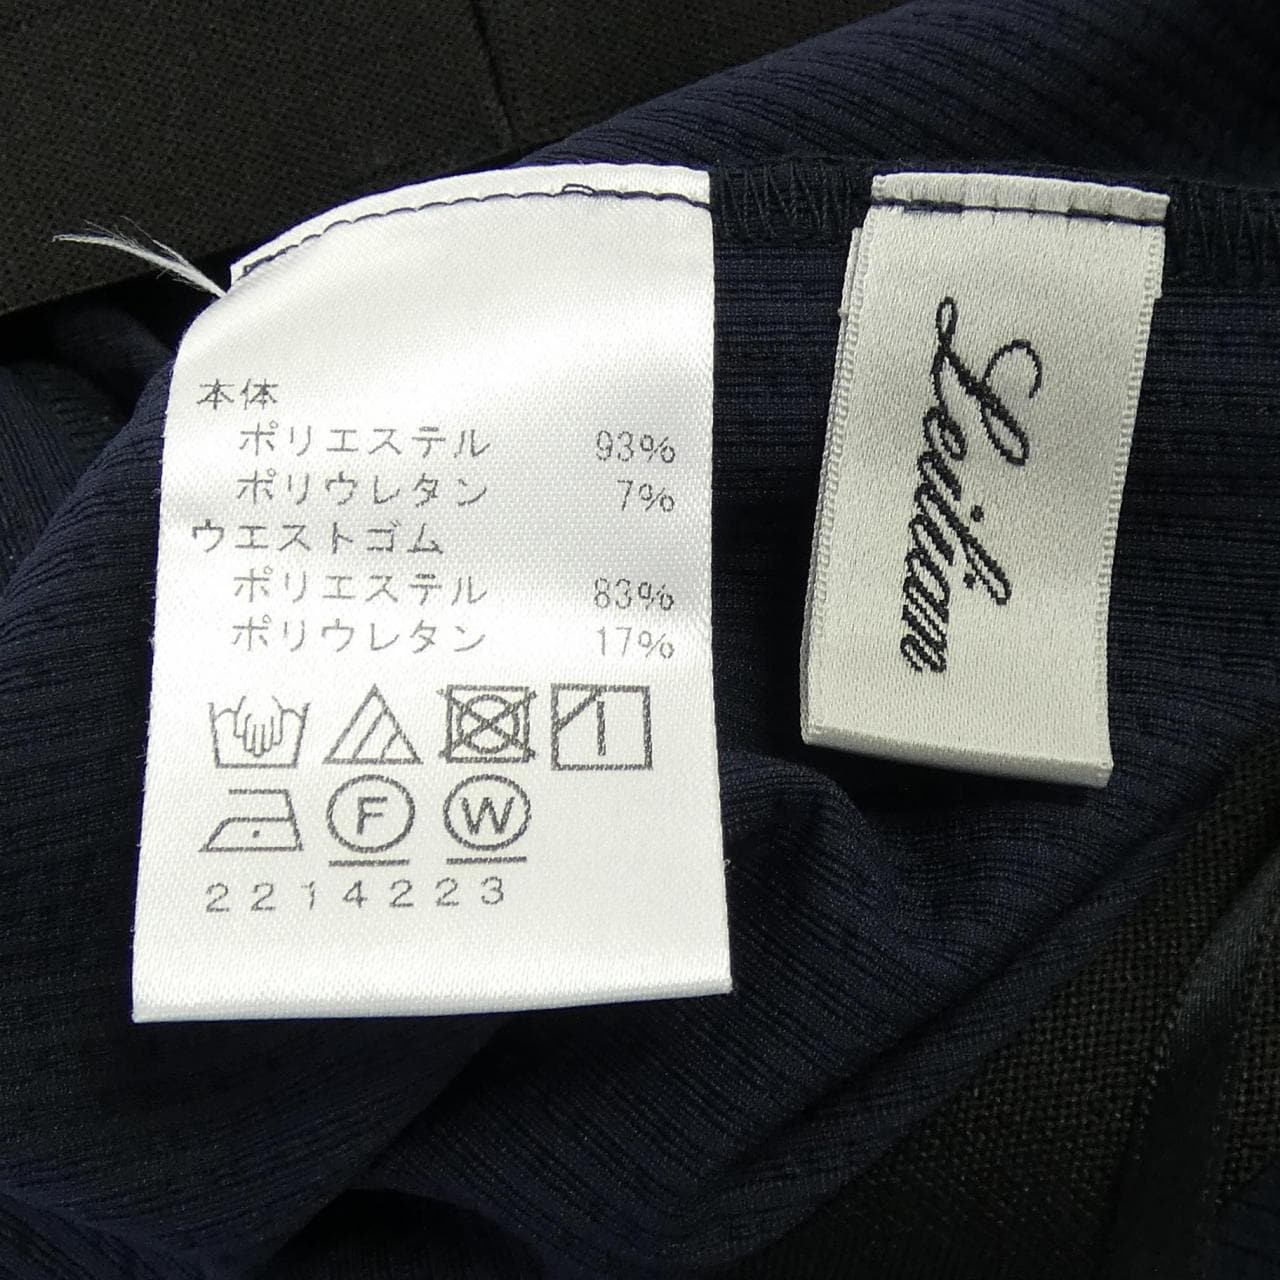 本体
ポリエステル 93%
ポリウレタン 7%
ウエストゴム
ポリエステル 83%
ポリウレタン 17%
F W
2214223
Leilian